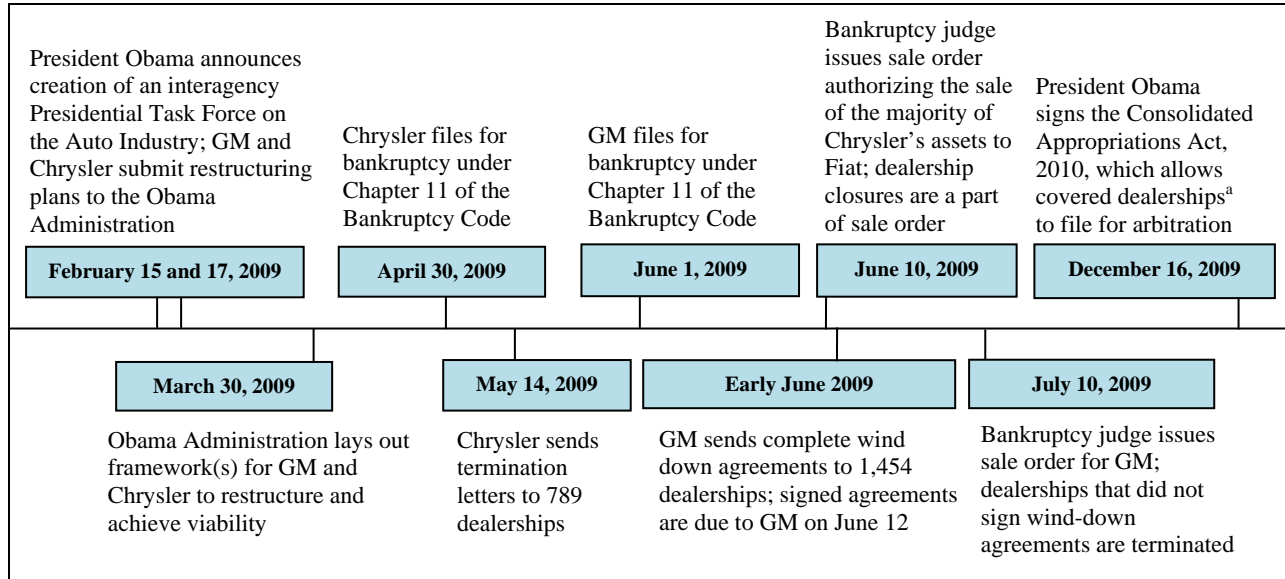 President Obama announces
creation of an interagency
Presidential Task Force on
the Auto Industry; GM and
Chrysler submit restructuring
plans to the Obama
Administration
February 15 and 17, 2009
Chrysler files for
bankruptcy under
Chapter 11 of the
Bankruptcy Code
April 30, 2009
GM files for
bankruptcy under
Chapter 11 of the
Bankruptcy Code
June 1, 2009
Bankruptcy judge
issues sale order
authorizing the sale
of the majority of
Chrysler’s assets to
Fiat; dealership
closures are a part
of sale order
June 10, 2009
President Obama
signs the Consolidated
Appropriations Act,
2010, which allows
covered dealershipsᵃ
to file for arbitration
December 16, 2009
March 30, 2009
Obama Administration lays out
framework(s) for GM and
Chrysler to restructure and
achieve viability
May 14, 2009
Chrysler sends
termination
letters to 789
dealerships
Early June 2009
GM sends complete wind
down agreements to 1,454
dealerships; signed agreements
are due to GM on June 12
July 10, 2009
Bankruptcy judge issues
sale order for GM;
dealerships that did not
sign wind-down
agreements are terminated